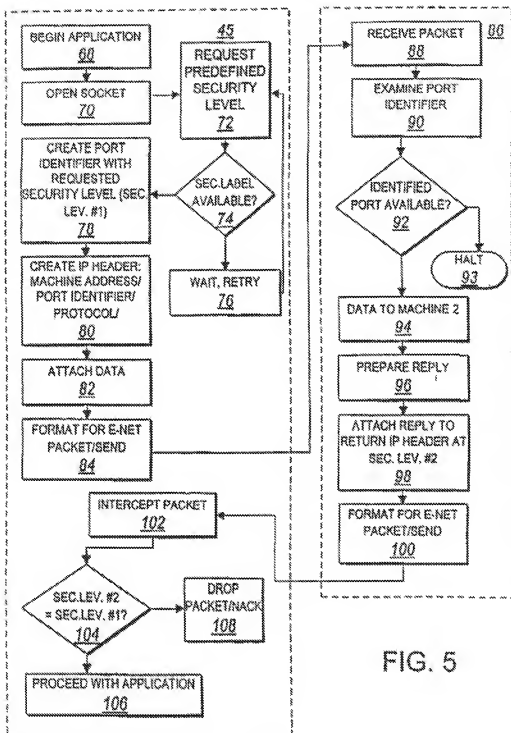 BEGIN APPLICATION
68
OPEN SOCKET
70
45
REQUEST
PREDEFINED
SECURITY
LEVEL
72
CREATE PORT
IDENTIFIER WITH
REQUESTED
SECURITY LEVEL (SEC.
LEV. #1)
78
SEC.LABEL
AVAILABLE?
74
WAIT, RETRY
76
CREATE IP HEADER:
MACHINE ADDRESS/
PORT IDENTIFIER/
PROTOCOL/
80
ATTACH DATA
82
FORMAT FOR E-NET
PACKET/SEND
84
RECEIVE PACKET
88
86
EXAMINE PORT
IDENTIFIER
90
IDENTIFIED
PORT AVAILABLE?
92
HALT
93
DATA TO MACHINE 2
94
PREPARE REPLY
96
ATTACH REPLY TO
RETURN IP HEADER AT
SEC. LEV. #2
98
FORMAT FOR E-NET
PACKET/SEND
100
INTERCEPT PACKET
102
SEC.LEV. #2
= SEC.LEV. #1?
104
DROP
PACKET/NACK
108
PROCEED WITH APPLICATION
106
FIG. 5